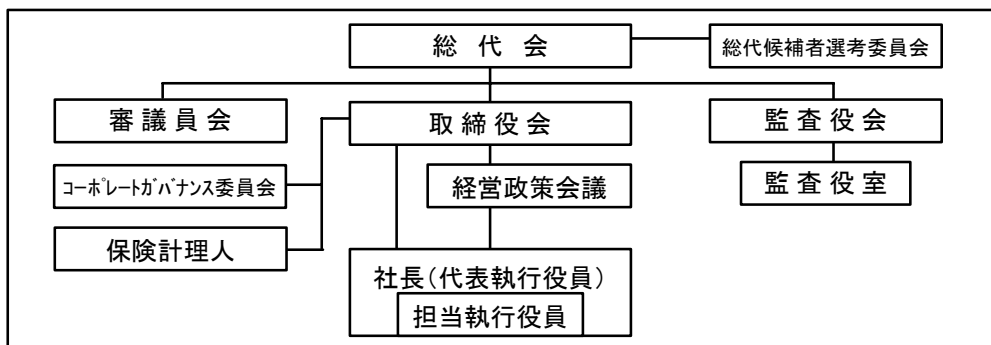 総代会
総代候補者選考委員会
審議員会
取締役会
監査役会
コーポレートガバナンス委員会
経営政策会議
監査役室
保険計理人
社長(代表執行役員)
担当執行役員